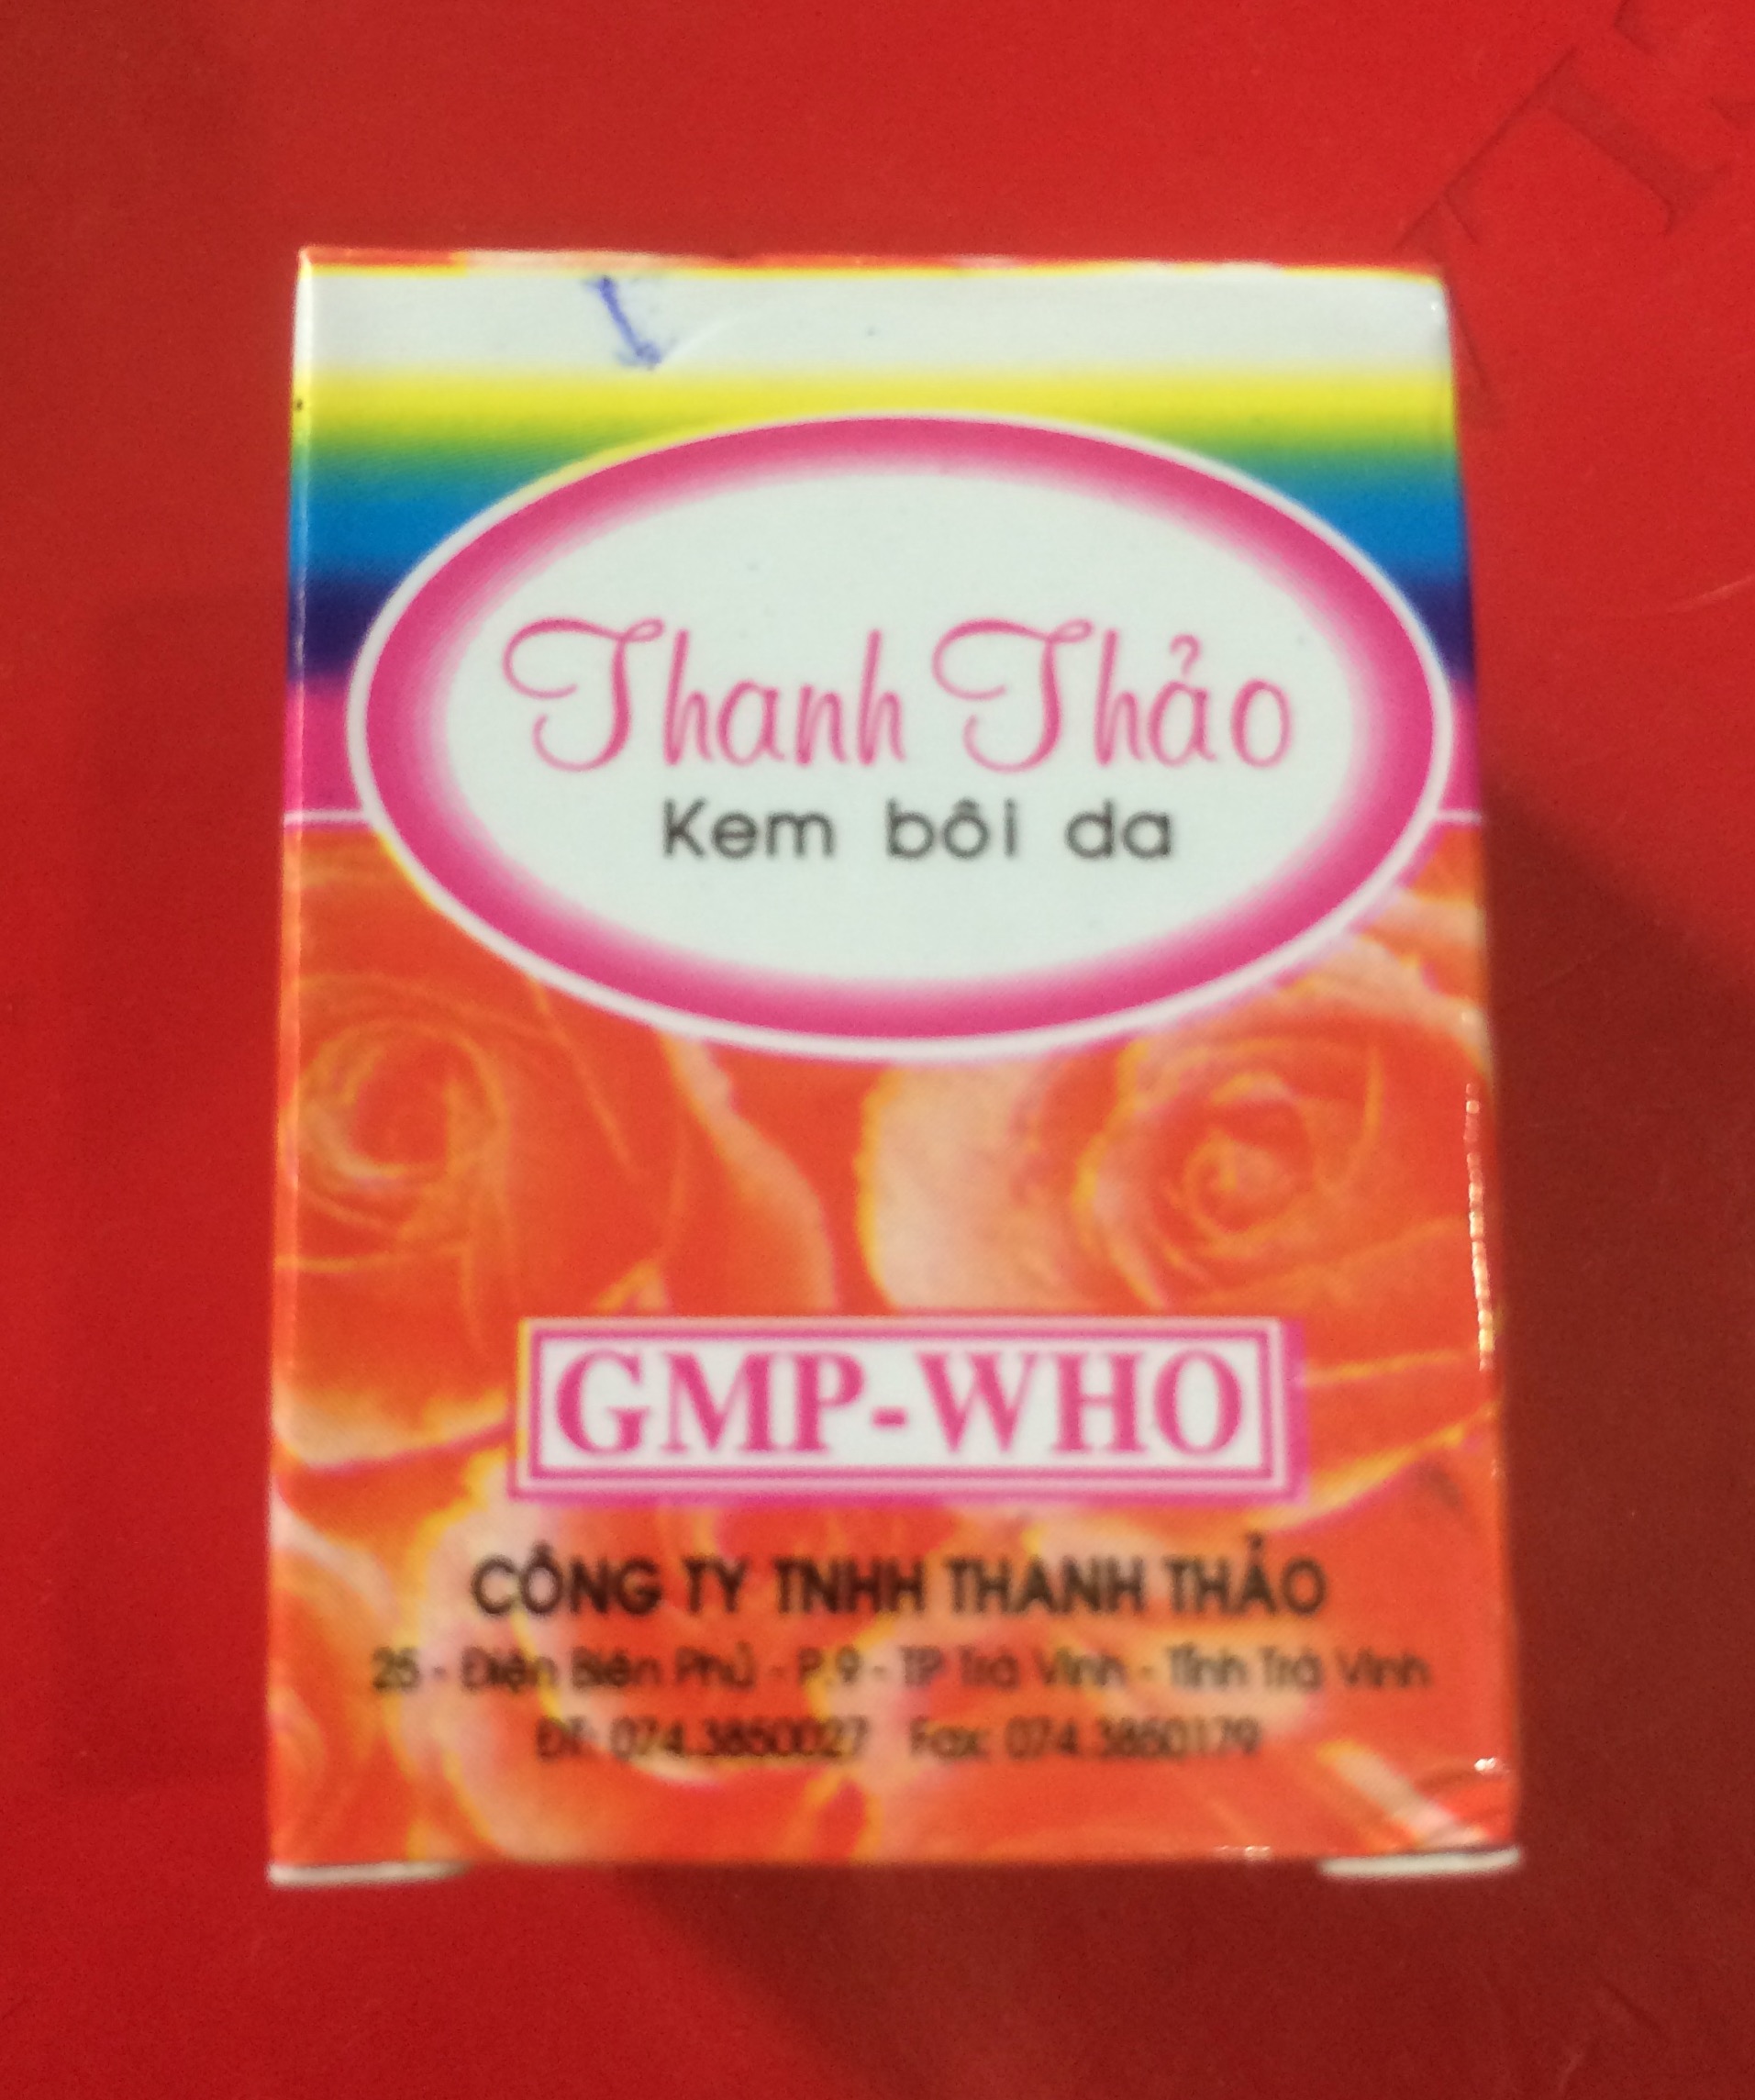 Thanh Thảo
Kem bôi da
GMP-WHO
CÔNG TY TNHH THANH THẢO
25 - Điện Biên Phủ - P.9 - TP Trà Vinh - Tỉnh Trà Vinh
ĐT: 074.3850027 Fax: 074.3850179